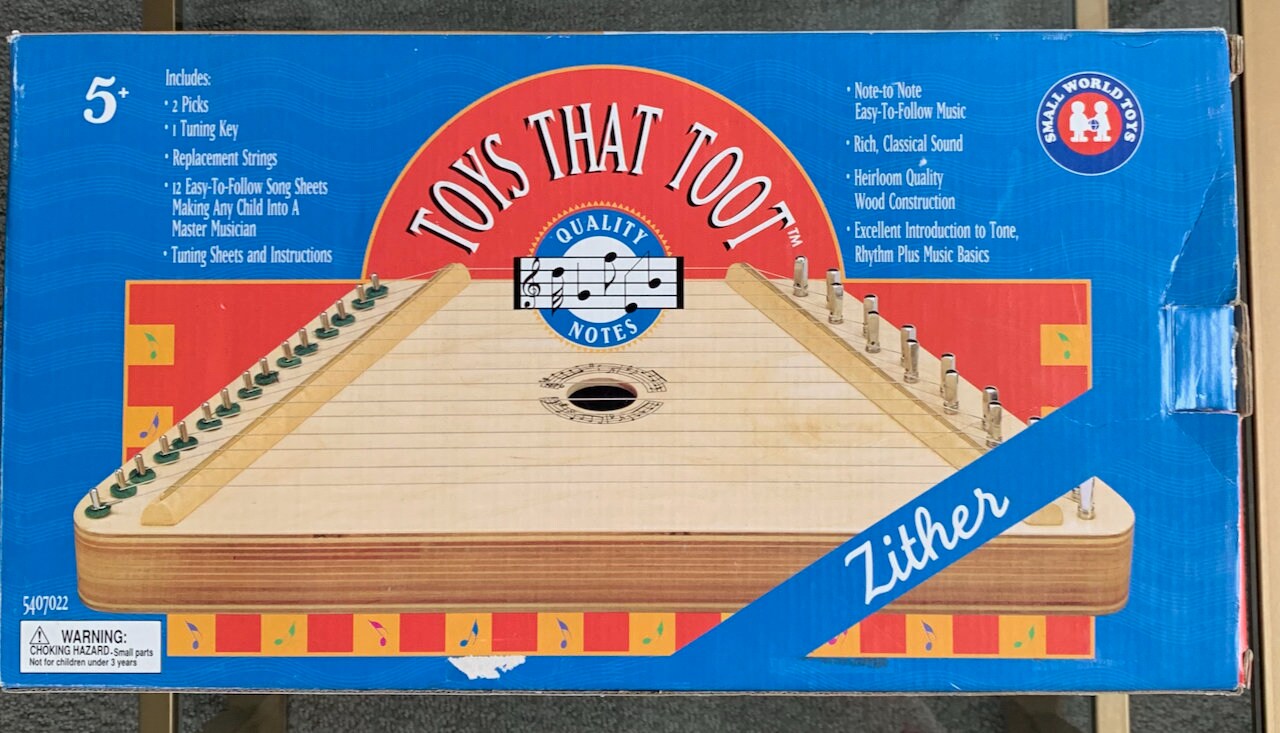 5+
Includes:
• 2 Picks
• 1 Tuning Key
• Replacement Strings
• 12 Easy-To-Follow Song Sheets
Making Any Child Into A
Master Musician
• Tuning Sheets and Instructions
TOYS THAT TOOT™
QUALITY
NOTES
• Note-to Note
Easy-To-Follow Music
• Rich, Classical Sound
• Heirloom Quality
Wood Construction
• Excellent Introduction to Tone,
Rhythm Plus Music Basics
SMALL WORLD TOYS
Zither
5407022
WARNING:
CHOKING HAZARD-Small parts
Not for children under 3 years